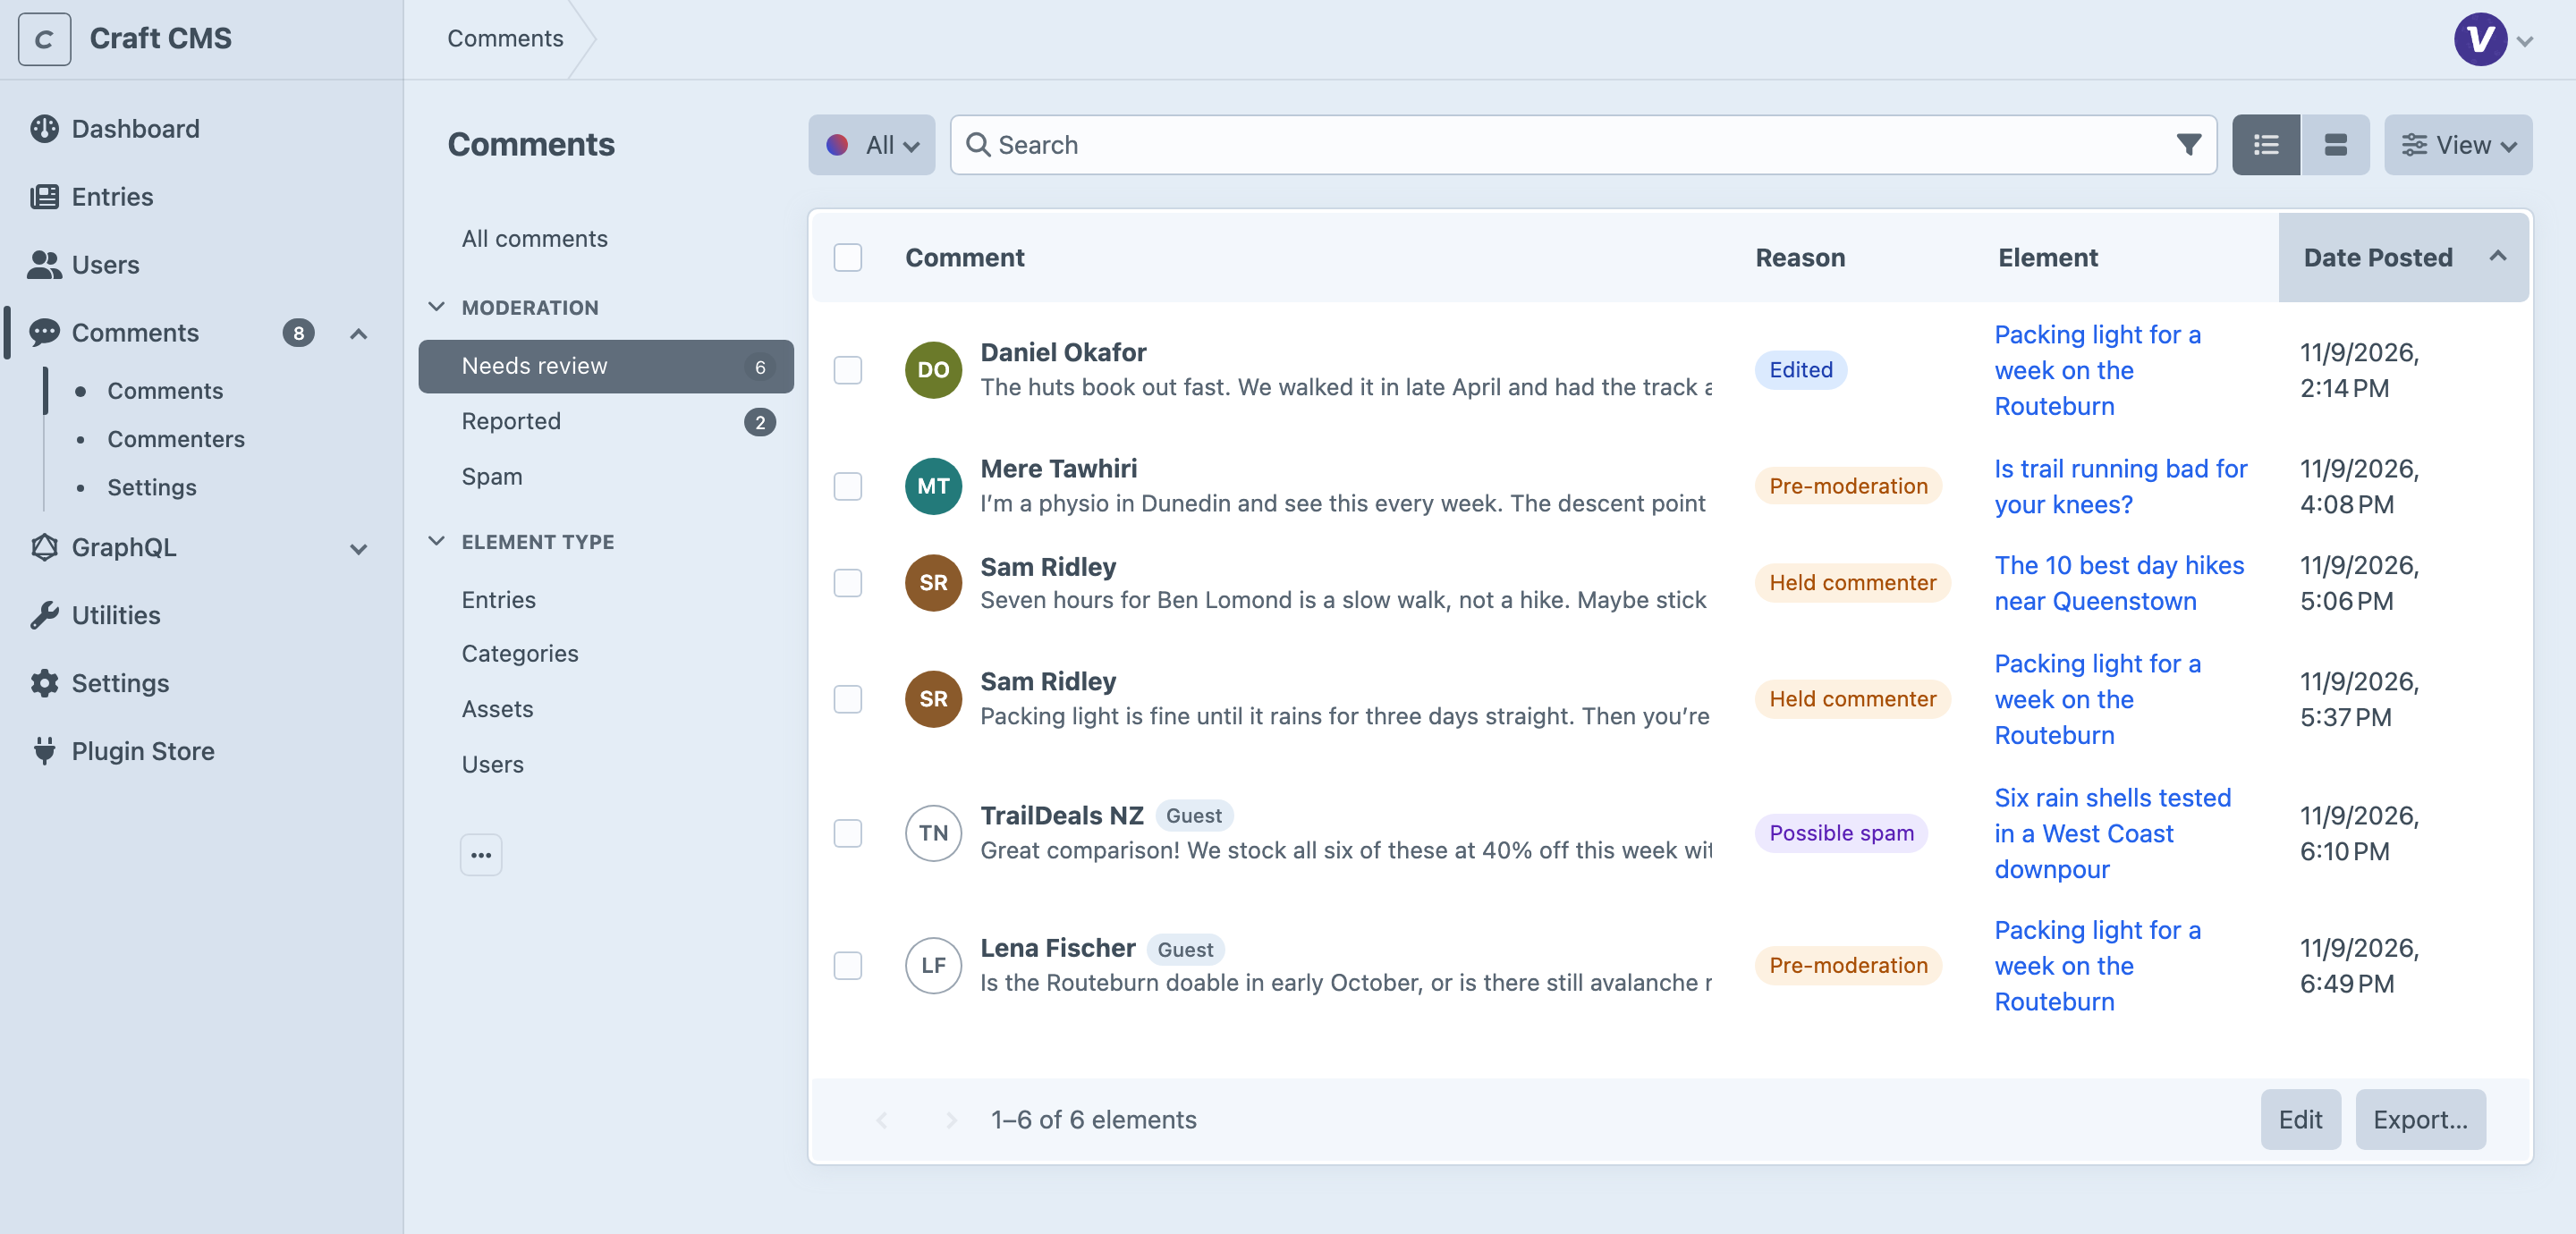 C Craft CMS
Comments
V
Dashboard
Entries
Users
Comments 8
Comments
Commenters
Settings
GraphQL
Utilities
Settings
Plugin Store
Comments
All comments
MODERATION
Needs review 6
Reported 2
Spam
ELEMENT TYPE
Entries
Categories
Assets
Users
All
Search
View
Comment Reason Element Date Posted
DO Daniel Okafor
The huts book out fast. We walked it in late April and had the track
Edited
Packing light for a
week on the
Routeburn
11/9/2026,
2:14 PM
MT Mere Tawhiri
I’m a physio in Dunedin and see this every week. The descent point
Pre-moderation
Is trail running bad for
your knees?
11/9/2026,
4:08 PM
SR Sam Ridley
Seven hours for Ben Lomond is a slow walk, not a hike. Maybe stick
Held commenter
The 10 best day hikes
near Queenstown
11/9/2026,
5:06 PM
SR Sam Ridley
Packing light is fine until it rains for three days straight. Then you’re
Held commenter
Packing light for a
week on the
Routeburn
11/9/2026,
5:37 PM
TN TrailDeals NZ Guest
Great comparison! We stock all six of these at 40% off this week
Possible spam
Six rain shells tested
in a West Coast
downpour
11/9/2026,
6:10 PM
LF Lena Fischer Guest
Is the Routeburn doable in early October, or is there still avalanche
Pre-moderation
Packing light for a
week on the
Routeburn
11/9/2026,
6:49 PM
1–6 of 6 elements
Edit
Export…